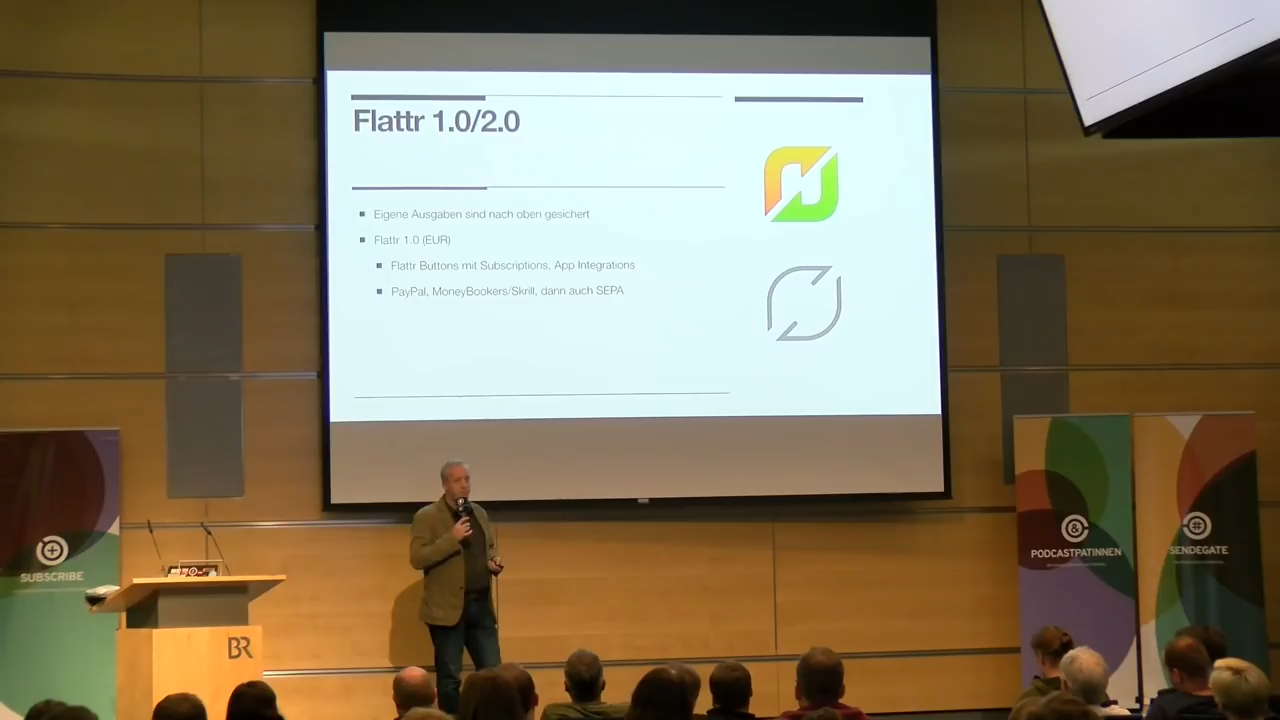 Flattr 1.0/2.0
Eigene Ausgaben sind nach oben gesichert
Flattr 1.0 (EUR)
Flattr Buttons mit Subscriptions, App Integrations
PayPal, MoneyBookers/Skrill, dann auch SEPA
SUBSCRIBE
BR
&
PODCASTPATINNEN
#
SENDEGATE